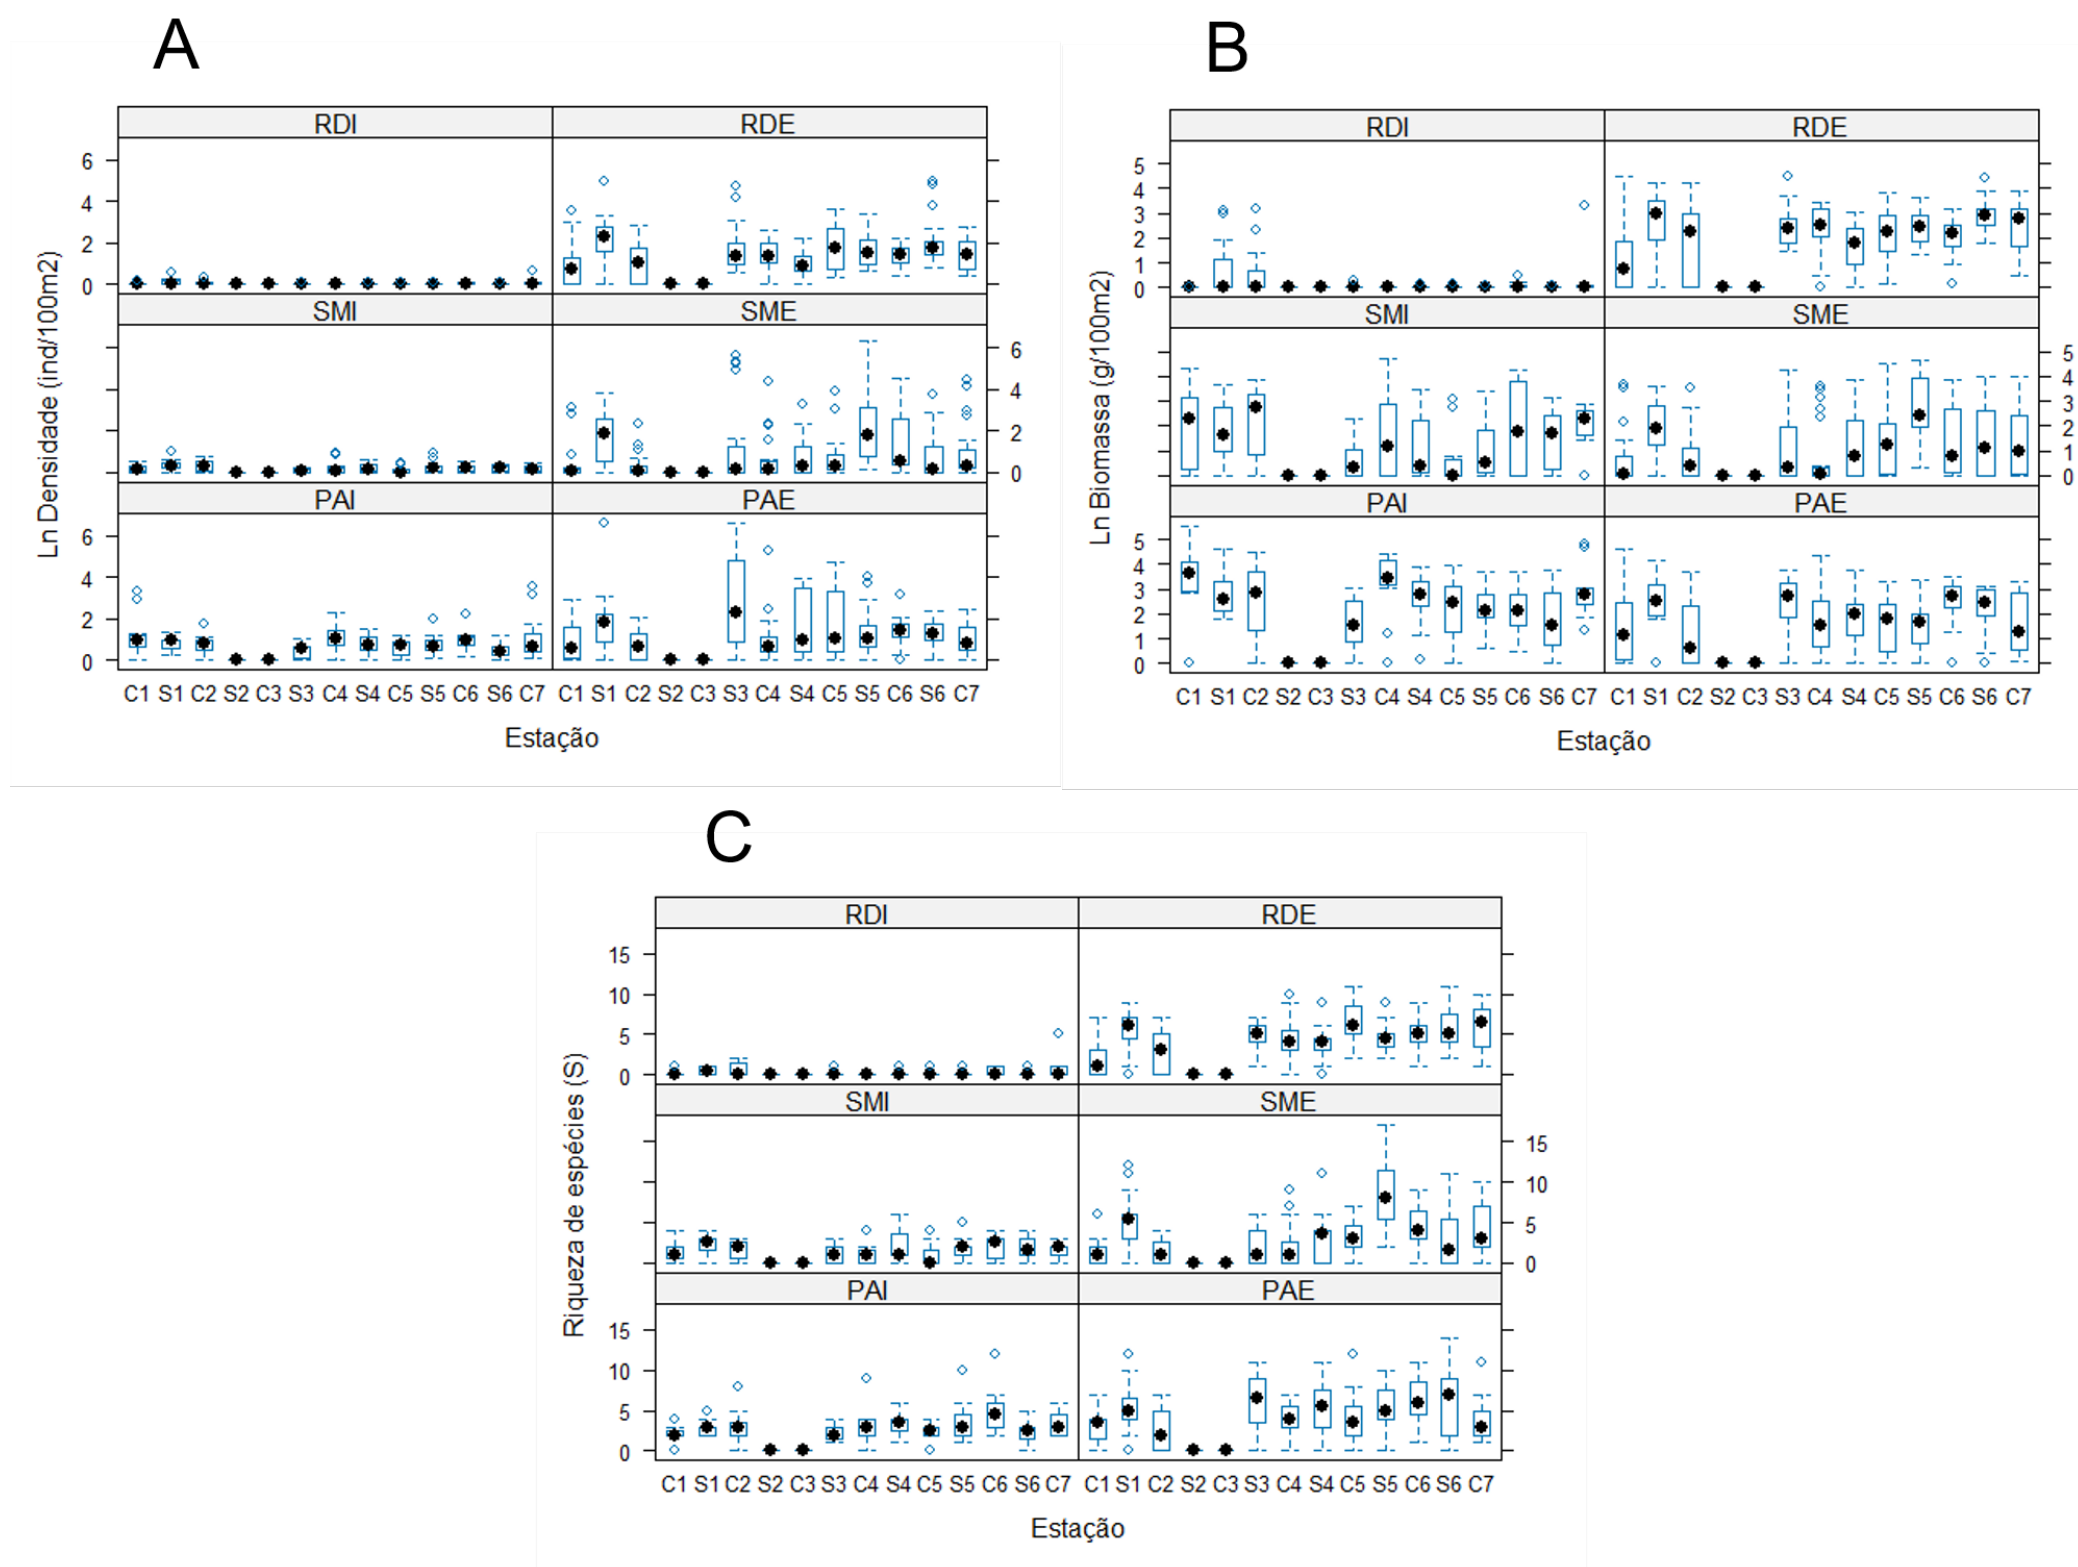 A
B
RDI RDE
6
4
2
0
Ln Densidade (ind/100m2)
SMI SME
6
4
2
0
PAI PAE
6
4
2
0
C1 S1 C2 S2 C3 S3 C4 S4 C5 S5 C6 S6 C7 C1 S1 C2 S2 C3 S3 C4 S4 C5 S5 C6 S6 C7
Estação
RDI RDE
5
4
3
2
1
0
Ln Biomassa (g/100m2)
SMI SME
5
4
3
2
1
0
PAI PAE
5
4
3
2
1
0
C1 S1 C2 S2 C3 S3 C4 S4 C5 S5 C6 S6 C7 C1 S1 C2 S2 C3 S3 C4 S4 C5 S5 C6 S6 C7
Estação
C
RDI RDE
15
10
5
0
Riqueza de espécies (S)
SMI SME
15
10
5
0
PAI PAE
15
10
5
0
C1 S1 C2 S2 C3 S3 C4 S4 C5 S5 C6 S6 C7 C1 S1 C2 S2 C3 S3 C4 S4 C5 S5 C6 S6 C7
Estação